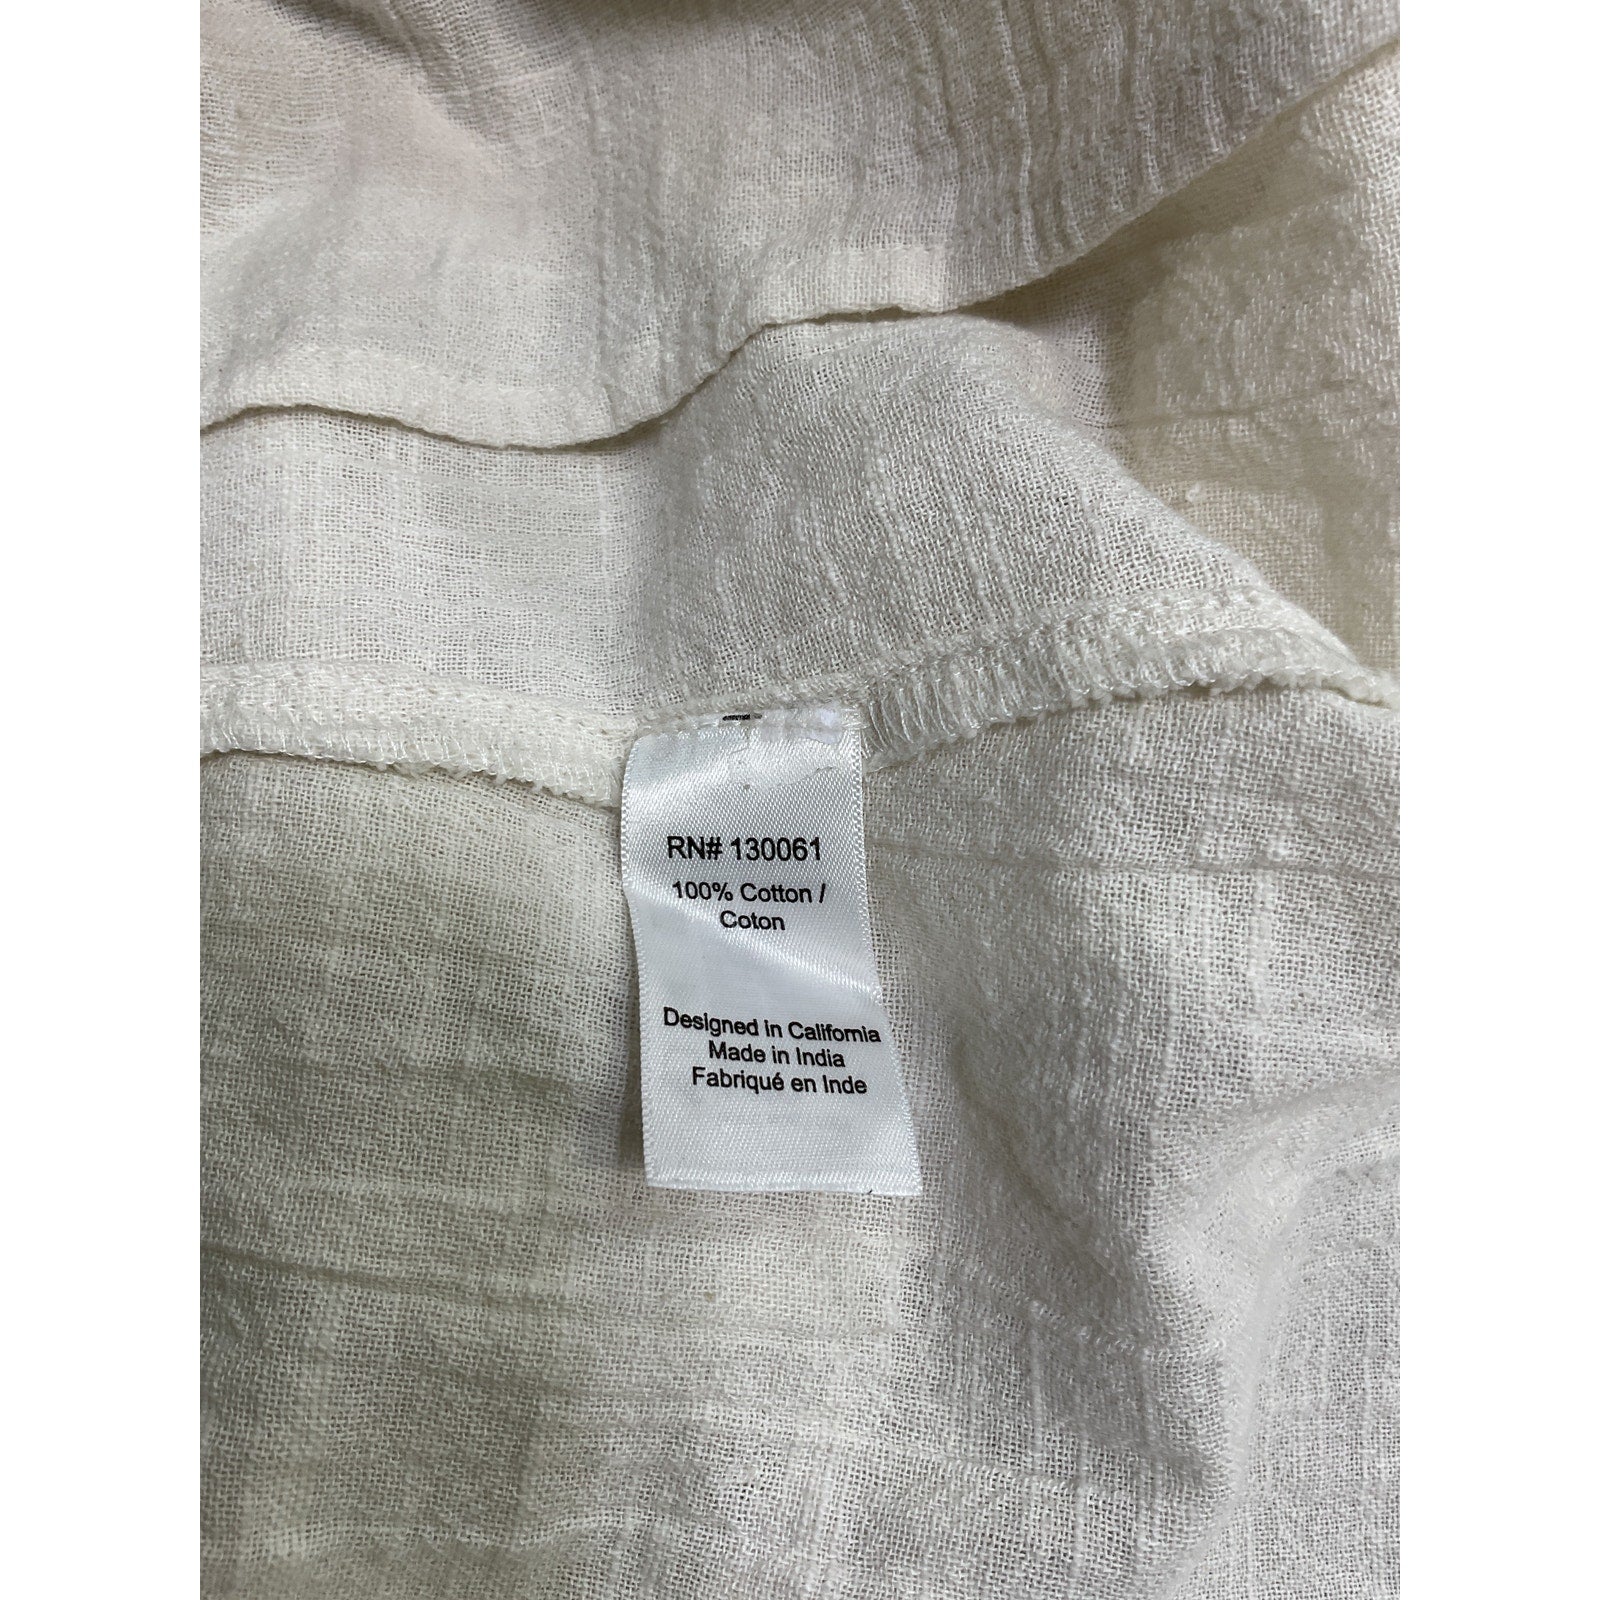 RN# 130061
100% Cotton /
Coton
Designed in California
Made in India
Fabriqué en Inde